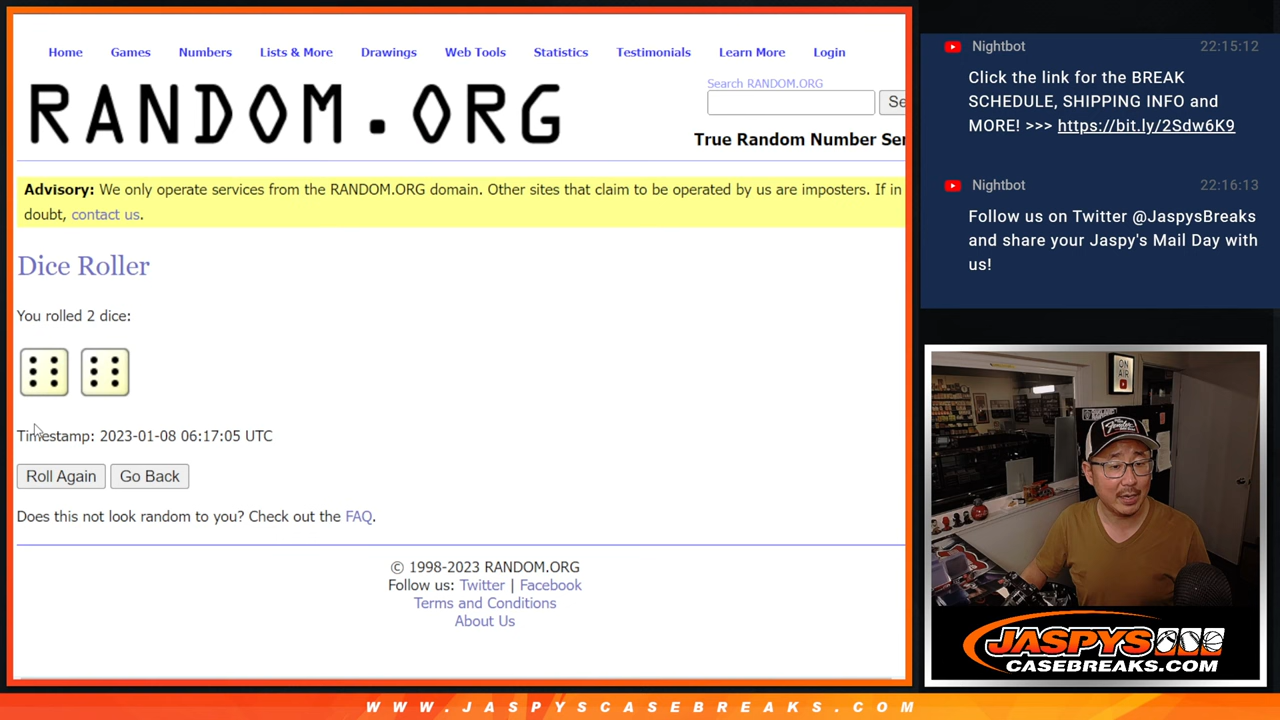 Home Games Numbers Lists & More Drawings Web Tools Statistics Testimonials Learn More Login
RANDOM.ORG
Search RANDOM.ORG
Se
True Random Number Ser
Advisory: We only operate services from the RANDOM.ORG domain. Other sites that claim to be operated by us are imposters. If in
doubt, contact us.
Dice Roller
You rolled 2 dice:
Timestamp: 2023-01-08 06:17:05 UTC
Roll Again Go Back
Does this not look random to you? Check out the FAQ.
© 1998-2023 RANDOM.ORG
Follow us: Twitter | Facebook
Terms and Conditions
About Us
Nightbot 22:15:12
Click the link for the BREAK
SCHEDULE, SHIPPING INFO and
MORE! >>> https://bit.ly/2Sdw6K9
Nightbot 22:16:13
Follow us on Twitter @JaspysBreaks
and share your Jaspy's Mail Day with
us!
ON
AIR
Fender
JASPYS
CASEBREAKS.COM
WWW.JASPYSCASEBREAKS.COM